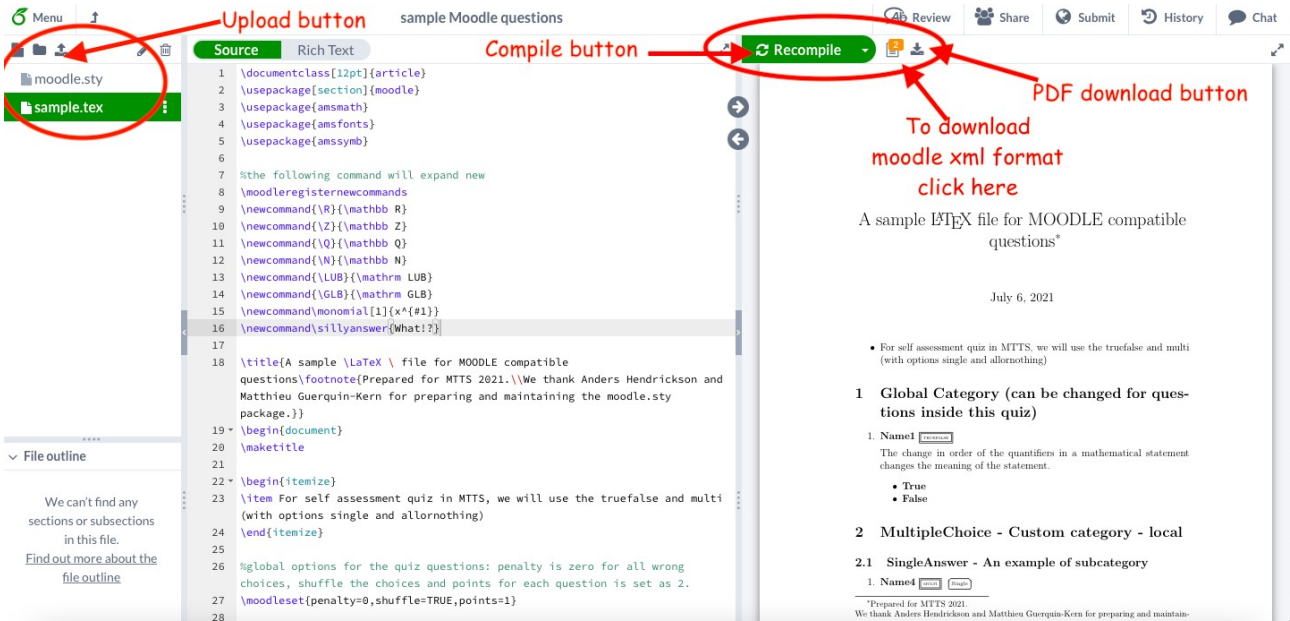 Menu
Upload button
sample Moodle questions
Review
Share
Submit
History
Chat
Source
Rich Text
Compile button
Recompile
2
moodle.sty
sample.tex
PDF download button
To download
moodle xml format
click here
1 \documentclass[12pt]{article}
2 \usepackage[section]{moodle}
3 \usepackage{amsmath}
4 \usepackage{amsfonts}
5 \usepackage{amssymb}
6
7 %the following command will expand new
8 \moodleregisternewcommands
9 \newcommand{\R}{\mathbb R}
10 \newcommand{\Z}{\mathbb Z}
11 \newcommand{\Q}{\mathbb Q}
12 \newcommand{\N}{\mathbb N}
13 \newcommand{\LUB}{\mathrm LUB}
14 \newcommand{\GLB}{\mathrm GLB}
15 \newcommand\monomial[1]{x^{#1}}
16 \newcommand\sillyanswer{What!?}
17
18 \title{A sample \LaTeX \ file for MOODLE compatible
questions\footnote{Prepared for MTTS 2021.\\We thank Anders Hendrickson and
Matthieu Guerquin-Kern for preparing and maintaining the moodle.sty
package.}}
19 \begin{document}
20 \maketitle
21
22 \begin{itemize}
23 \item For self assessment quiz in MTTS, we will use the truefalse and multi
(with options single and allornothing)
24 \end{itemize}
25
26 %global options for the quiz questions: penalty is zero for all wrong
choices, shuffle the choices and points for each question is set as 2.
27 \moodleset{penalty=0,shuffle=TRUE,points=1}
28
File outline
We can't find any
sections or subsections
in this file.
Find out more about the
file outline
A sample LATEX file for MOODLE compatible
questions*
July 6, 2021
• For self assessment quiz in MTTS, we will use the truefalse and multi
(with options single and allornothing)
1 Global Category (can be changed for ques-
tions inside this quiz)
1. Name1 TRUEFALSE
The change in order of the quantifiers in a mathematical statement
changes the meaning of the statement.
• True
• False
2 MultipleChoice - Custom category - local
2.1 SingleAnswer - An example of subcategory
1. Name4 MULTI Single
*Prepared for MTTS 2021.
We thank Anders Hendrickson and Matthieu Guerquin-Kern for preparing and maintain-